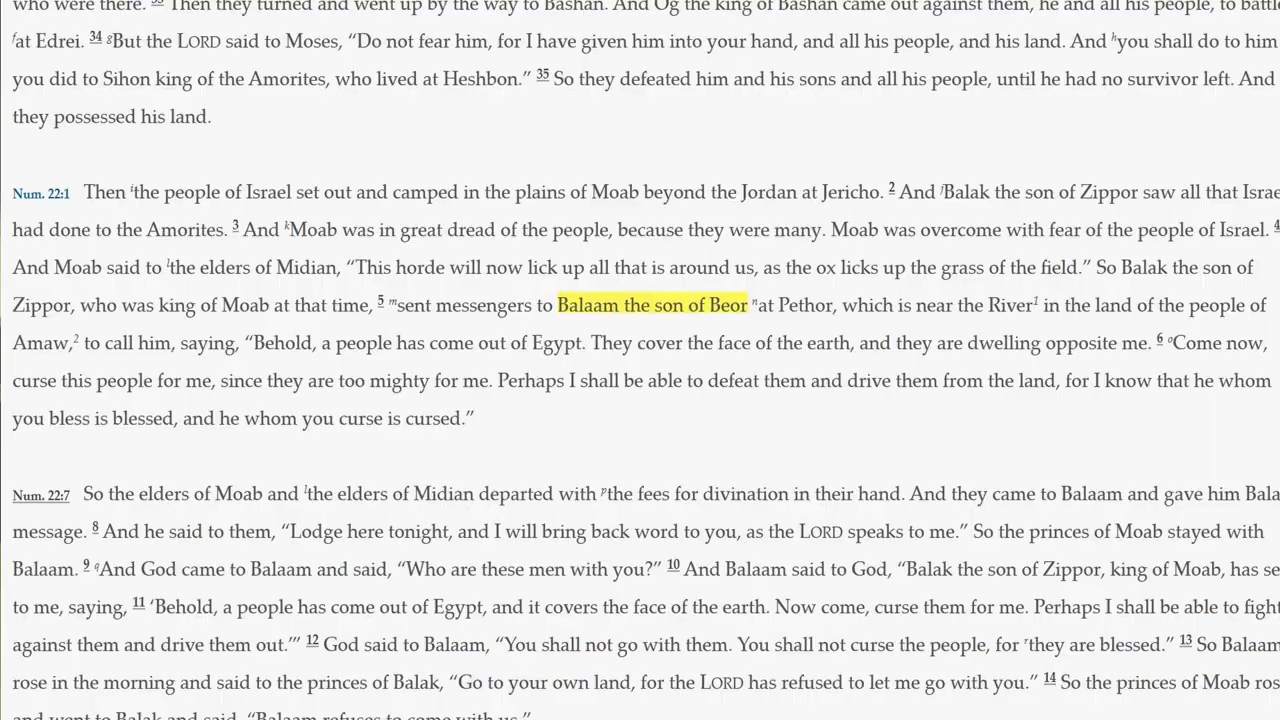 who were there. 33 Then they turned and went up by the way to Bashan. And Og the king of Bashan came out against them, he and all his people, to battle
f at Edrei. 34 g But the LORD said to Moses, “Do not fear him, for I have given him into your hand, and all his people, and his land. And h you shall do to him
you did to Sihon king of the Amorites, who lived at Heshbon.” 35 So they defeated him and his sons and all his people, until he had no survivor left. And
they possessed his land.
Num. 22:1 Then i the people of Israel set out and camped in the plains of Moab beyond the Jordan at Jericho. 2 And j Balak the son of Zippor saw all that Israe
had done to the Amorites. 3 And k Moab was in great dread of the people, because they were many. Moab was overcome with fear of the people of Israel. 4
And Moab said to l the elders of Midian, “This horde will now lick up all that is around us, as the ox licks up the grass of the field.” So Balak the son of
Zippor, who was king of Moab at that time, 5 m sent messengers to Balaam the son of Beor n at Pethor, which is near the River1 in the land of the people of
Amaw,2 to call him, saying, “Behold, a people has come out of Egypt. They cover the face of the earth, and they are dwelling opposite me. 6 o Come now,
curse this people for me, since they are too mighty for me. Perhaps I shall be able to defeat them and drive them from the land, for I know that he whom
you bless is blessed, and he whom you curse is cursed.”
Num. 22:7 So the elders of Moab and l the elders of Midian departed with p the fees for divination in their hand. And they came to Balaam and gave him Bala
message. 8 And he said to them, “Lodge here tonight, and I will bring back word to you, as the LORD speaks to me.” So the princes of Moab stayed with
Balaam. 9 q And God came to Balaam and said, “Who are these men with you?” 10 And Balaam said to God, “Balak the son of Zippor, king of Moab, has se
to me, saying, 11 ‘Behold, a people has come out of Egypt, and it covers the face of the earth. Now come, curse them for me. Perhaps I shall be able to fight
against them and drive them out.’” 12 God said to Balaam, “You shall not go with them. You shall not curse the people, for r they are blessed.” 13 So Balaam
rose in the morning and said to the princes of Balak, “Go to your own land, for the LORD has refused to let me go with you.” 14 So the princes of Moab ros
and went to Balak and said, “Balaam refuses to come with us.”